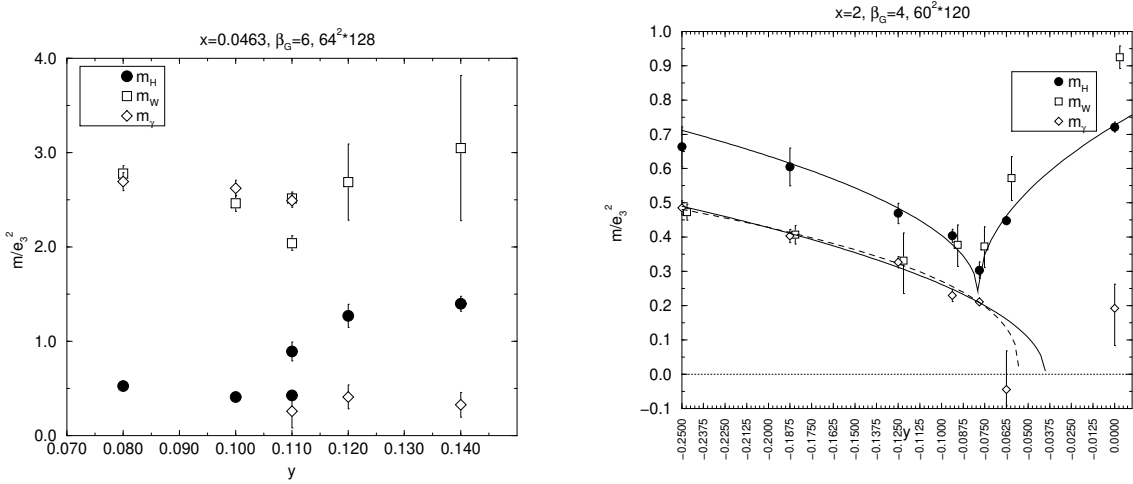 x=0.0463, β_G=6, 64²*128
m_H
m_W
m_γ
m/e₃²
4.0
3.0
2.0
1.0
0.0
0.070 0.080 0.090 0.100 0.110 0.120 0.130 0.140
y
x=2, β_G=4, 60²*120
m_H
m_W
m_γ
m/e₃²
1.0
0.9
0.8
0.7
0.6
0.5
0.4
0.3
0.2
0.1
0.0
−0.1
−0.2500 −0.2375 −0.2250 −0.2125 −0.2000 −0.1875 −0.1750 −0.1625 −0.1500 −0.1375 −0.1250 −0.1125 −0.1000 −0.0875 −0.0750 −0.0625 −0.0500 −0.0375 −0.0250 −0.0125 0.0000
y